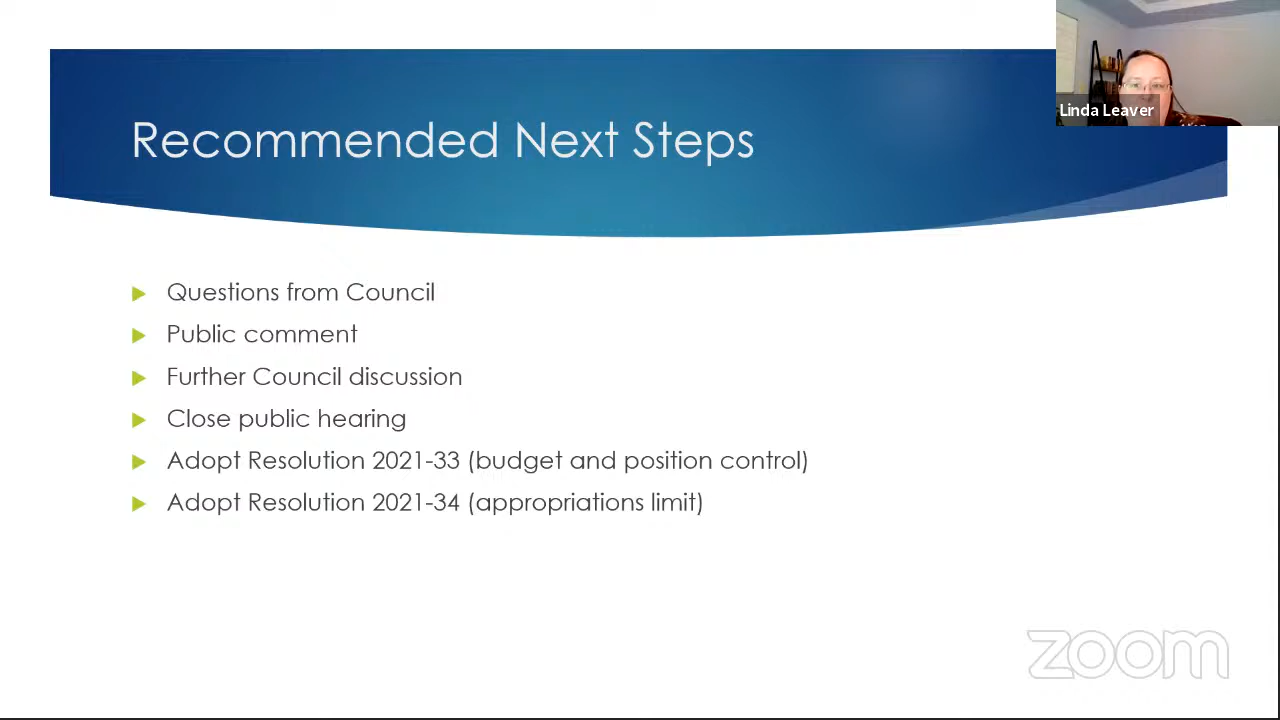 Linda Leaver
Recommended Next Steps
Questions from Council
Public comment
Further Council discussion
Close public hearing
Adopt Resolution 2021-33 (budget and position control)
Adopt Resolution 2021-34 (appropriations limit)
zoom